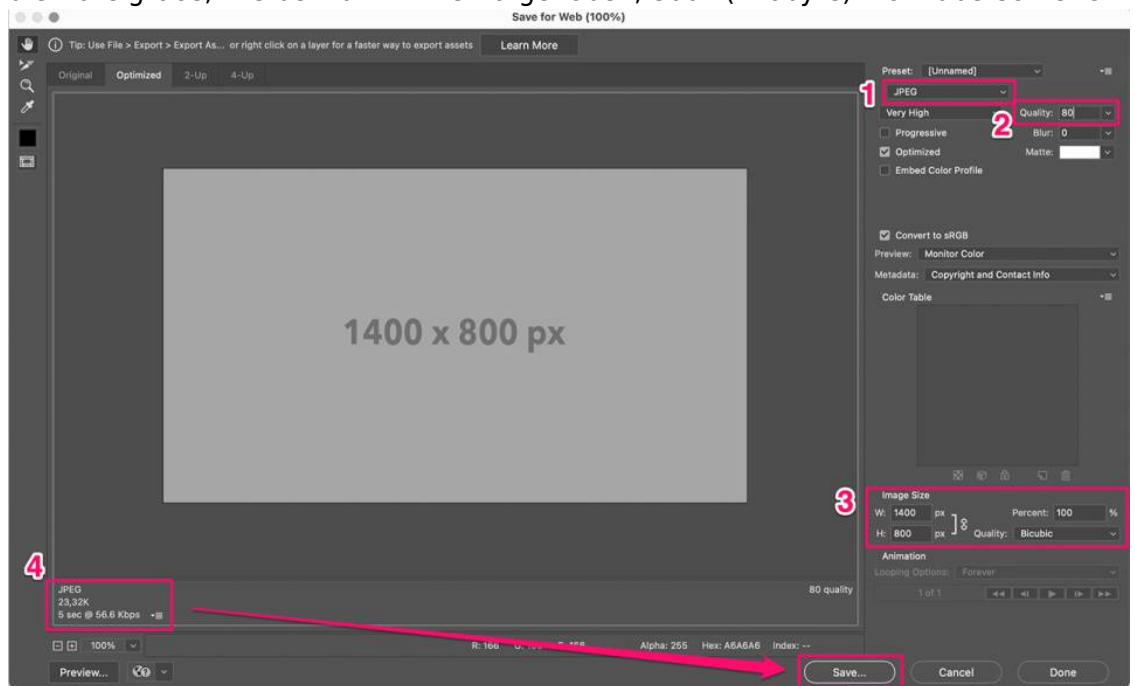 Save for Web (100%)
Tip: Use File > Export > Export As... or right click on a layer for a faster way to export assets
Learn More
Original Optimized 2-Up 4-Up
Preset: [Unnamed]
1 JPEG
Very High 2 Quality: 80
Progressive Blur: 0
Optimized Matte:
Embed Color Profile
Convert to sRGB
Preview: Monitor Color
Metadata: Copyright and Contact Info
Color Table
1400 x 800 px
3 Image Size
W: 1400 px Percent: 100 %
H: 800 px Quality: Bicubic
Animation
Looping Options: Forever
1 of 1
4
JPEG 80 quality
23,32K
5 sec @ 56.6 Kbps
100% R: 166 Alpha: 255 Hex: A6A6A6 Index: --
Preview... Save... Cancel Done